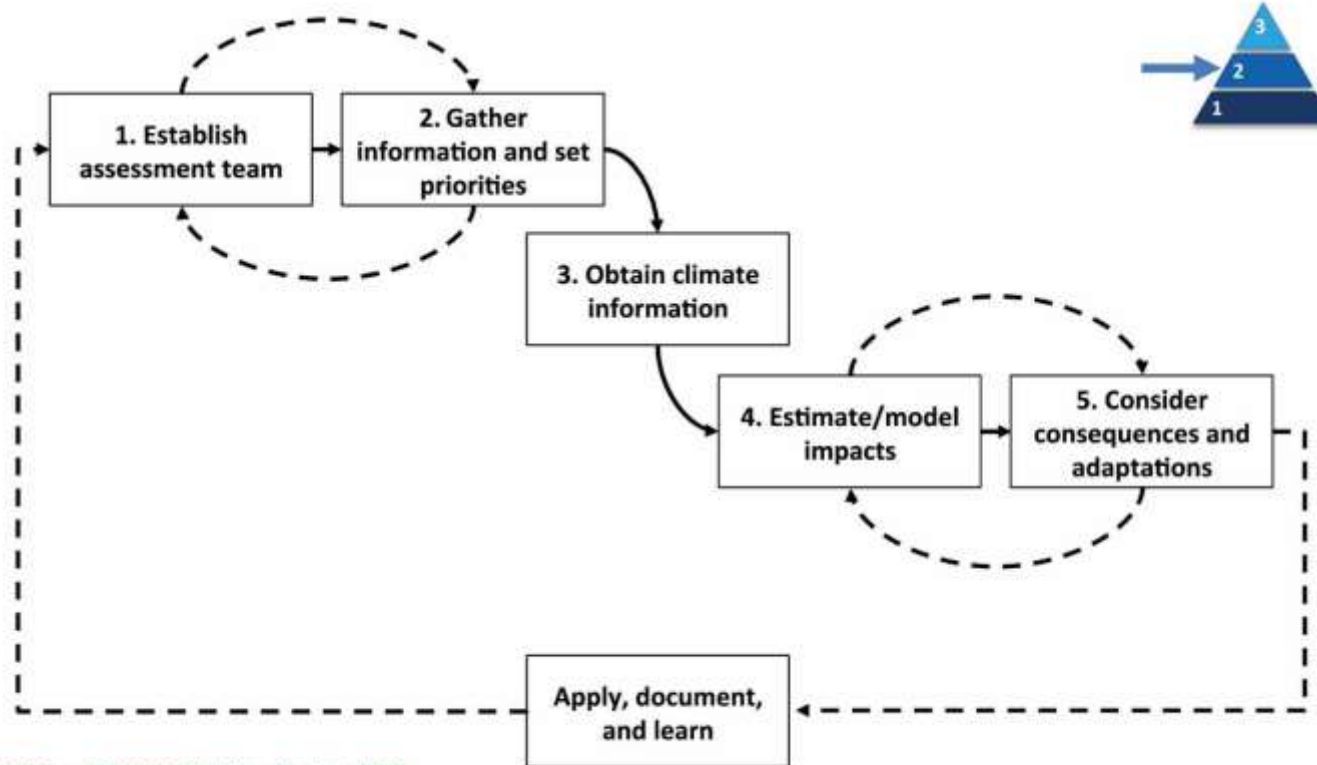 3
2
1
1. Establish
assessment team
2. Gather
information and set
priorities
3. Obtain climate
information
4. Estimate/model
impacts
5. Consider
consequences and
adaptations
Apply, document,
and learn